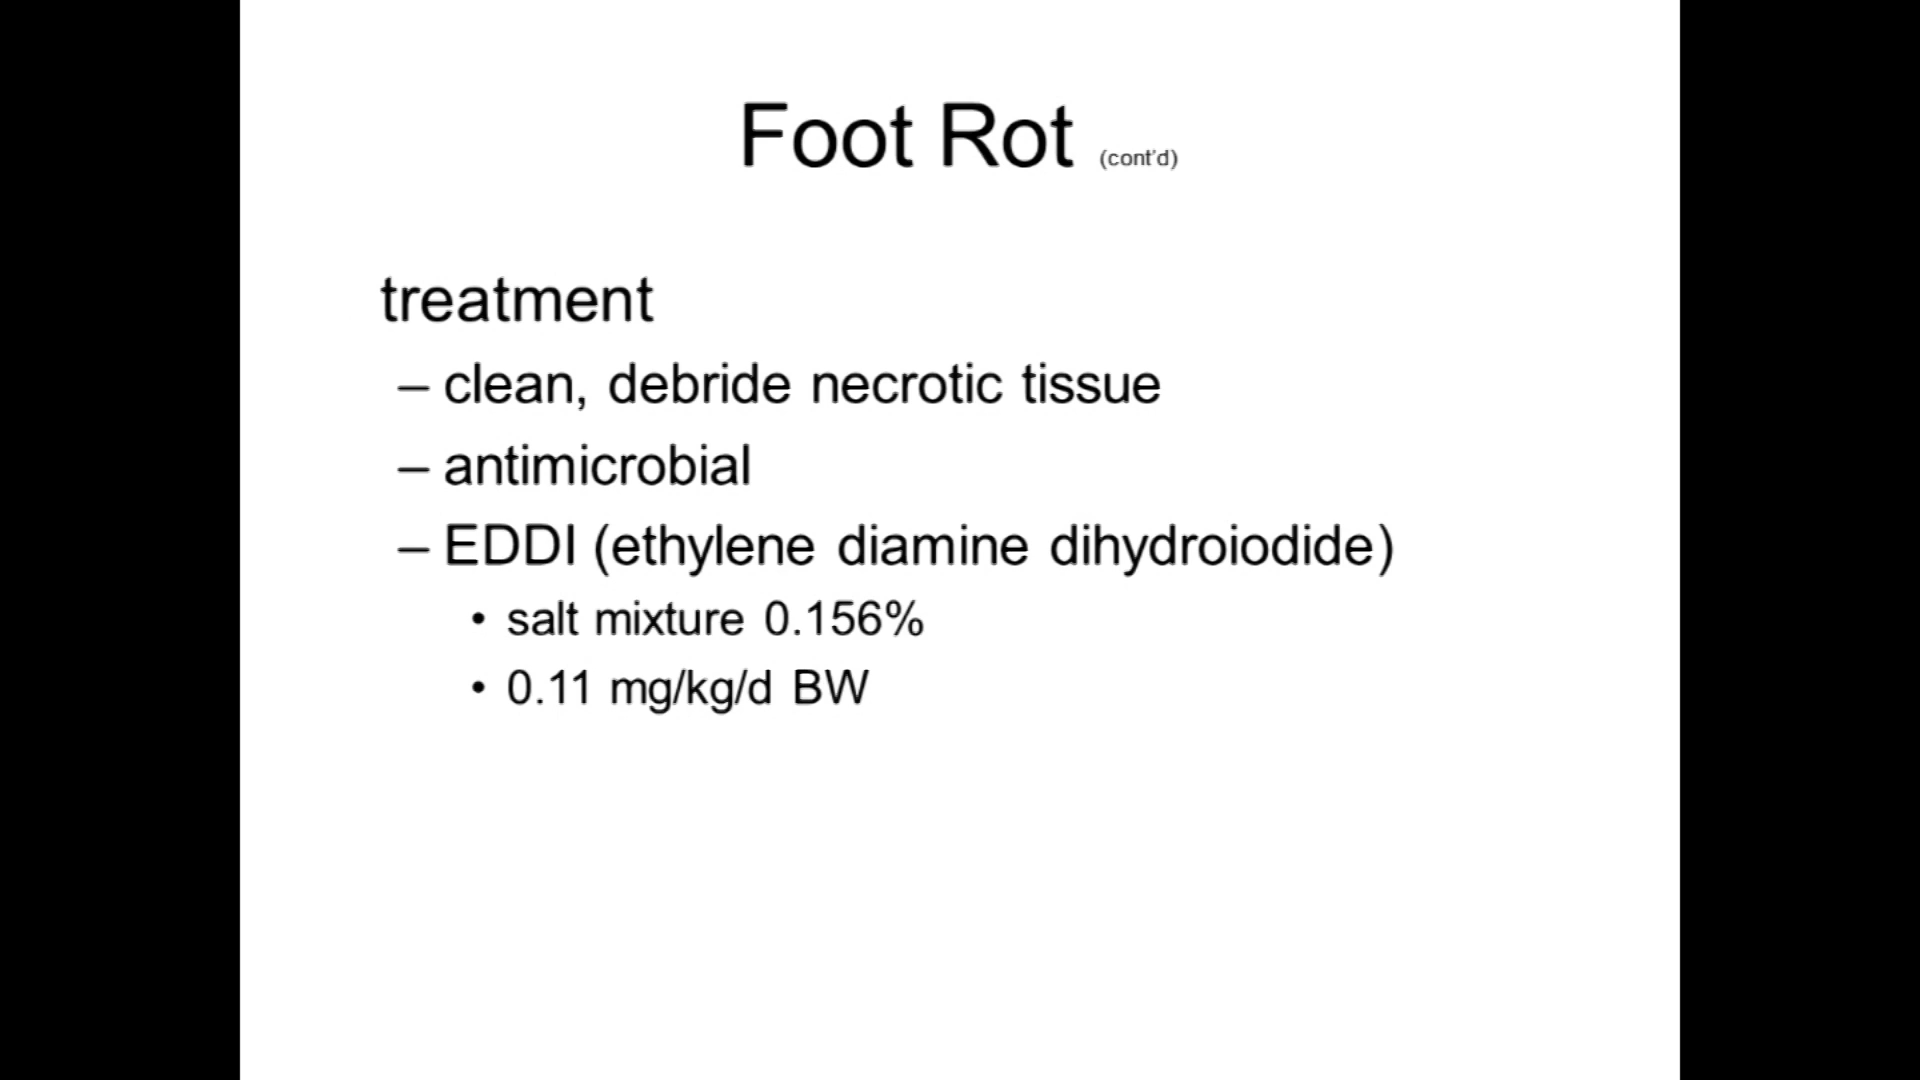 Foot Rot (cont'd)
treatment
– clean, debride necrotic tissue
– antimicrobial
– EDDI (ethylene diamine dihydroiodide)
• salt mixture 0.156%
• 0.11 mg/kg/d BW